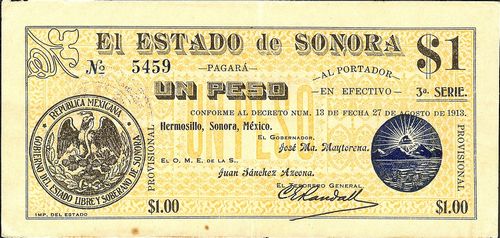 El ESTADO de SONORA
$1
No 5459
PAGARÁ
AL PORTADOR
EN EFECTIVO
3a. SERIE.
UN PESO
CONFORME AL DECRETO NUM. 13 DE FECHA 27 DE AGOSTO DE 1913.
Hermosillo, Sonora, México.
UN PESO
REPUBLICA MEXICANA
GOBIERNO DEL ESTADO LIBRE Y SOBERANO DE SONORA
PROVISIONAL
EL GOBERNADOR,
José Ma. Maytorena.
EL O. M. E. DE LA S..
Juan Sánchez Azcona.
EL TESORERO GENERAL,
PROVISIONAL
$1.00
$1.00
IMP. DEL ESTADO